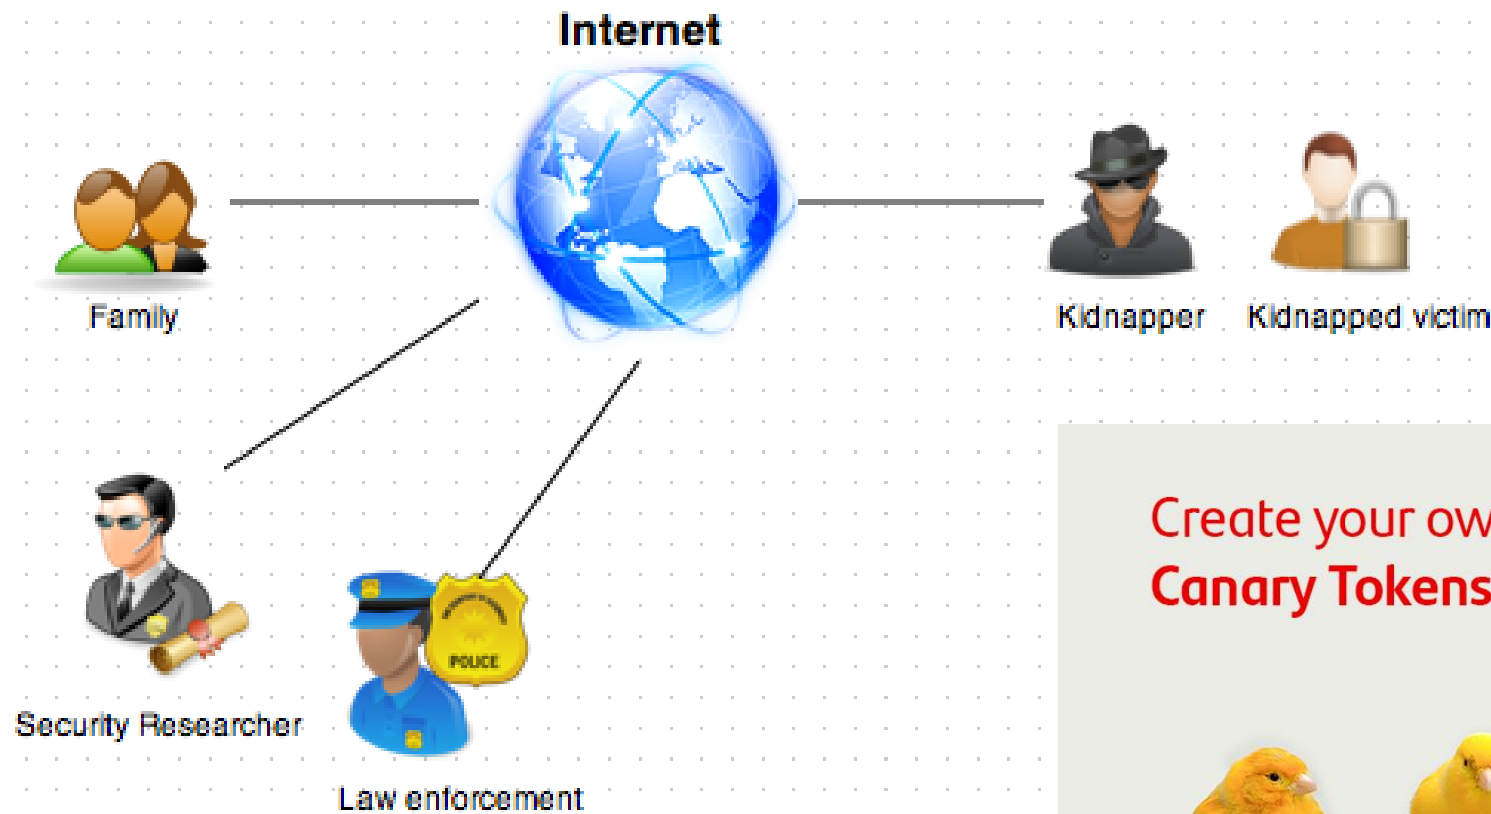 Internet
Family
Kidnapper
Kidnapped victim
Create your ow
Canary Tokens
POLICE
Security Researcher
Law enforcement